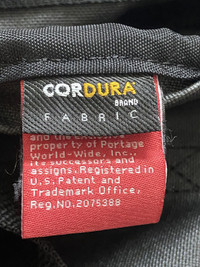 CORDURA
BRAND
FABRIC
and the exclusive
property of Portage
World-Wide, Inc.,
its successors and
assigns. Registered in
U.S. Patent and
Trademark Office,
Reg.NO.2075388